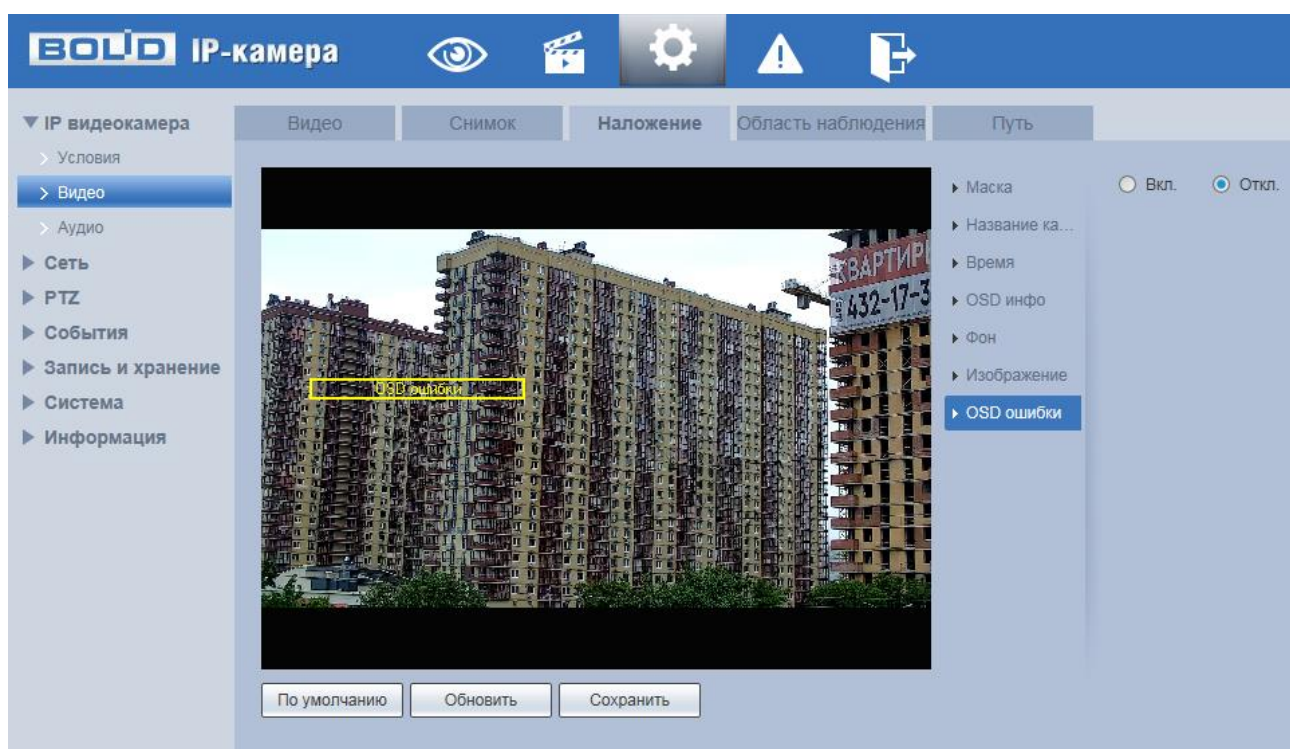 BOLID IP-камера
IP видеокамера
Условия
Видео
Аудио
Сеть
PTZ
События
Запись и хранение
Система
Информация
Видео
Снимок
Наложение
Область наблюдения
Путь
КВАРТИРЫ
432-17-3
OSD ошибки
Маска
Название ка...
Время
OSD инфо
Фон
Изображение
OSD ошибки
Вкл.
Откл.
По умолчанию
Обновить
Сохранить